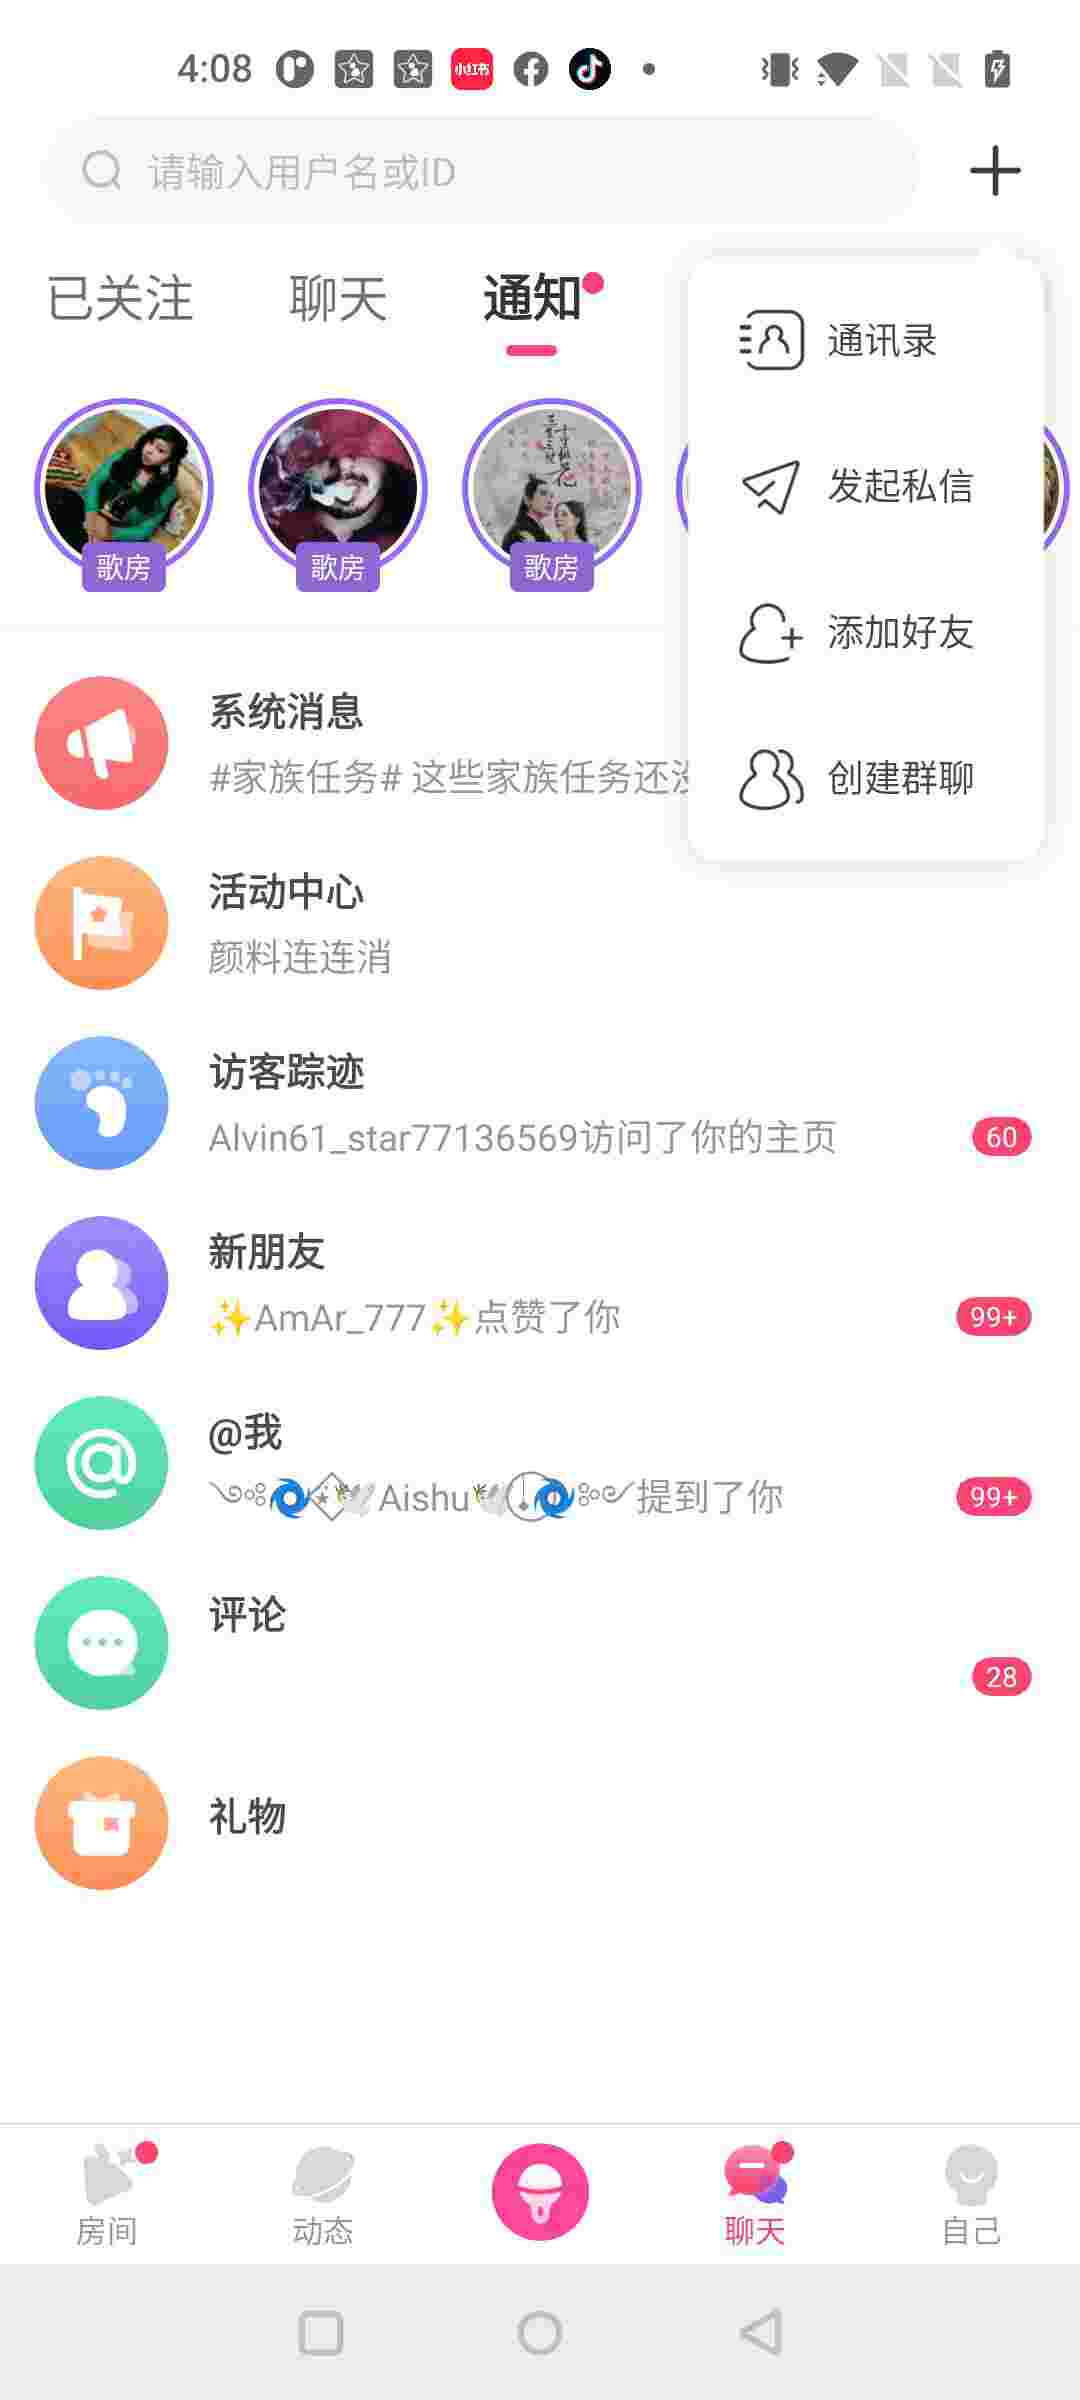 4:08
小红书
请输入用户名或ID
已关注
聊天
通知
通讯录
发起私信
添加好友
创建群聊
歌房
歌房
歌房
系统消息
#家族任务# 这些家族任务还
活动中心
颜料连连消
访客踪迹
Alvin61_star77136569访问了你的主页
60
新朋友
✨AmAr_777✨点赞了你
99+
@我
Aishu
提到了你
99+
评论
28
礼物
房间
动态
聊天
自己